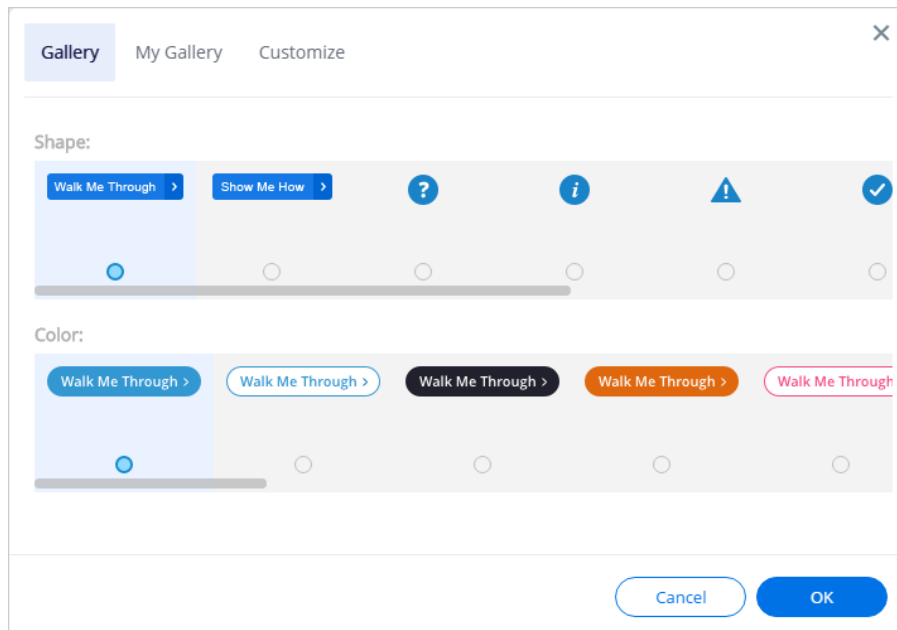 Gallery My Gallery Customize
Shape:
Walk Me Through > Show Me How > ? i !
Color:
Walk Me Through > Walk Me Through > Walk Me Through > Walk Me Through > Walk Me Through
Cancel OK